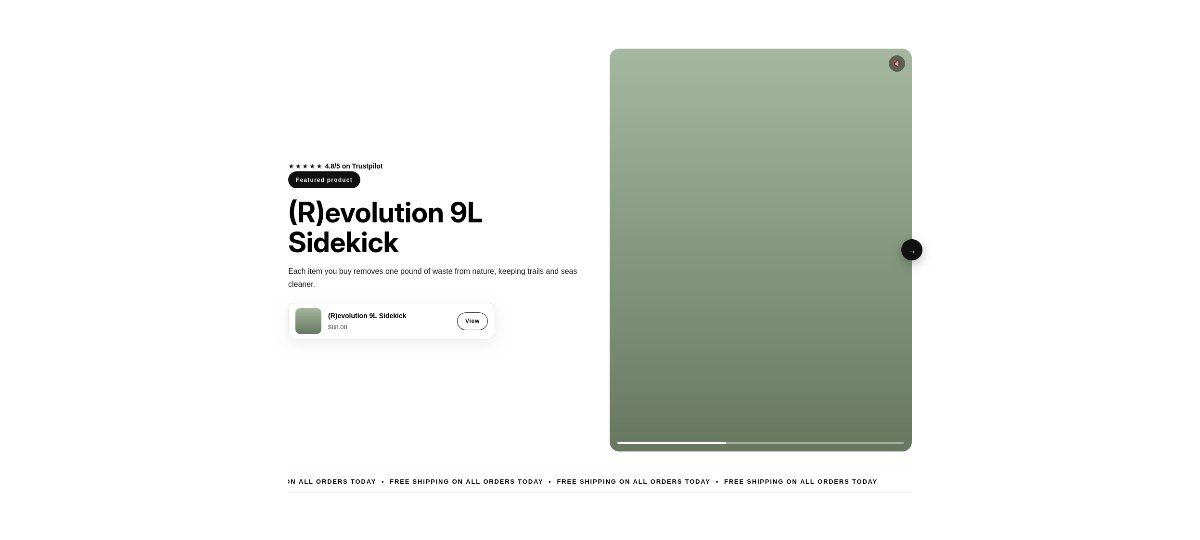 ★★★★★ 4.8/5 on Trustpilot
Featured product
(R)evolution 9L
Sidekick
Each item you buy removes one pound of waste from nature, keeping trails and seas
cleaner.
(R)evolution 9L Sidekick
View
→
ON ALL ORDERS TODAY • FREE SHIPPING ON ALL ORDERS TODAY • FREE SHIPPING ON ALL ORDERS TODAY • FREE SHIPPING ON ALL ORDERS TODAY